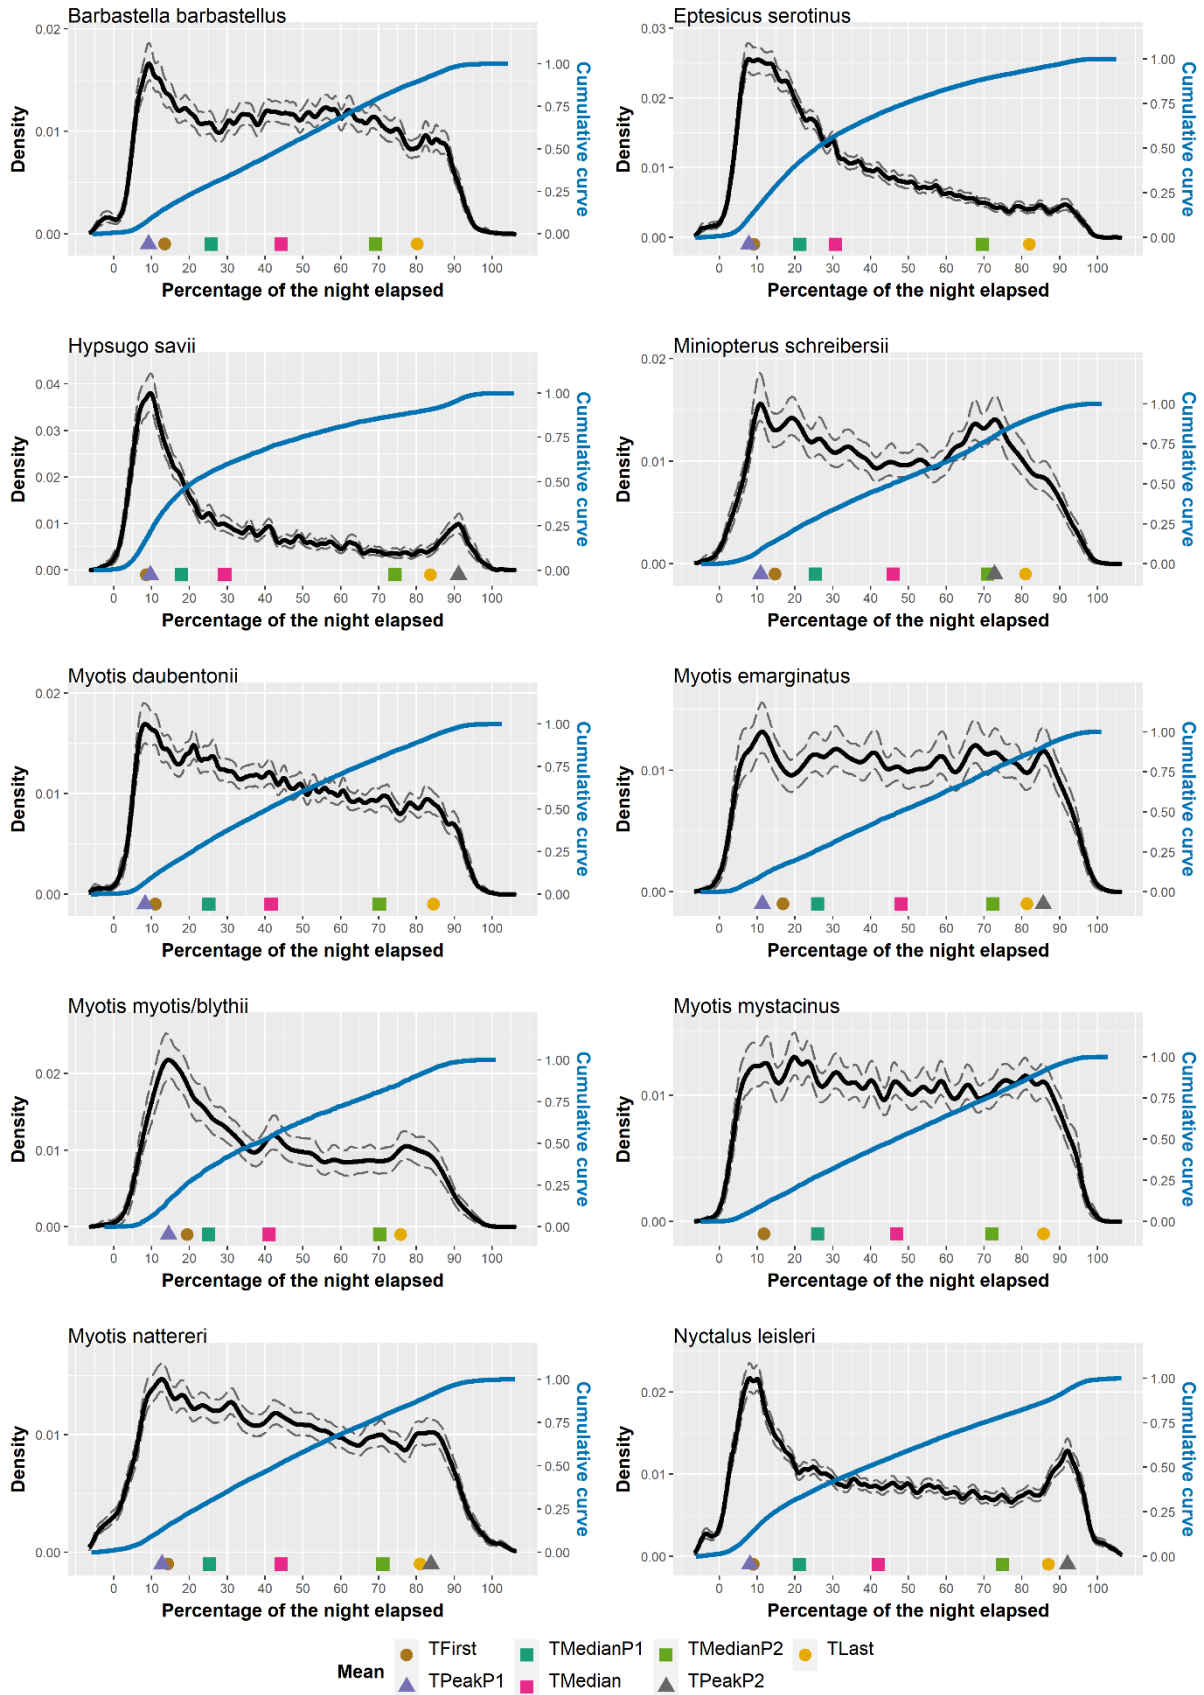 Barbastella barbastellus
0.02
0.01
0.00
Density
1.00
0.75
0.50
0.25
0.00
Cumulative curve
0 10 20 30 40 50 60 70 80 90 100
Percentage of the night elapsed
Eptesicus serotinus
0.03
0.02
0.01
0.00
Density
1.00
0.75
0.50
0.25
0.00
Cumulative curve
0 10 20 30 40 50 60 70 80 90 100
Percentage of the night elapsed
Hypsugo savii
0.04
0.03
0.02
0.01
0.00
Density
1.00
0.75
0.50
0.25
0.00
Cumulative curve
0 10 20 30 40 50 60 70 80 90 100
Percentage of the night elapsed
Miniopterus schreibersii
0.02
0.01
0.00
Density
1.00
0.75
0.50
0.25
0.00
Cumulative curve
0 10 20 30 40 50 60 70 80 90 100
Percentage of the night elapsed
Myotis daubentonii
0.02
0.01
0.00
Density
1.00
0.75
0.50
0.25
0.00
Cumulative curve
0 10 20 30 40 50 60 70 80 90 100
Percentage of the night elapsed
Myotis emarginatus
0.01
0.00
Density
1.00
0.75
0.50
0.25
0.00
Cumulative curve
0 10 20 30 40 50 60 70 80 90 100
Percentage of the night elapsed
Myotis myotis/blythii
0.02
0.01
0.00
Density
1.00
0.75
0.50
0.25
0.00
Cumulative curve
0 10 20 30 40 50 60 70 80 90 100
Percentage of the night elapsed
Myotis mystacinus
0.01
0.00
Density
1.00
0.75
0.50
0.25
0.00
Cumulative curve
0 10 20 30 40 50 60 70 80 90 100
Percentage of the night elapsed
Myotis nattereri
0.01
0.00
Density
1.00
0.75
0.50
0.25
0.00
Cumulative curve
0 10 20 30 40 50 60 70 80 90 100
Percentage of the night elapsed
Nyctalus leisleri
0.02
0.01
0.00
Density
1.00
0.75
0.50
0.25
0.00
Cumulative curve
0 10 20 30 40 50 60 70 80 90 100
Percentage of the night elapsed
Mean
TFirst TMedianP1 TMedianP2 TLast
TPeakP1 TMedian TPeakP2